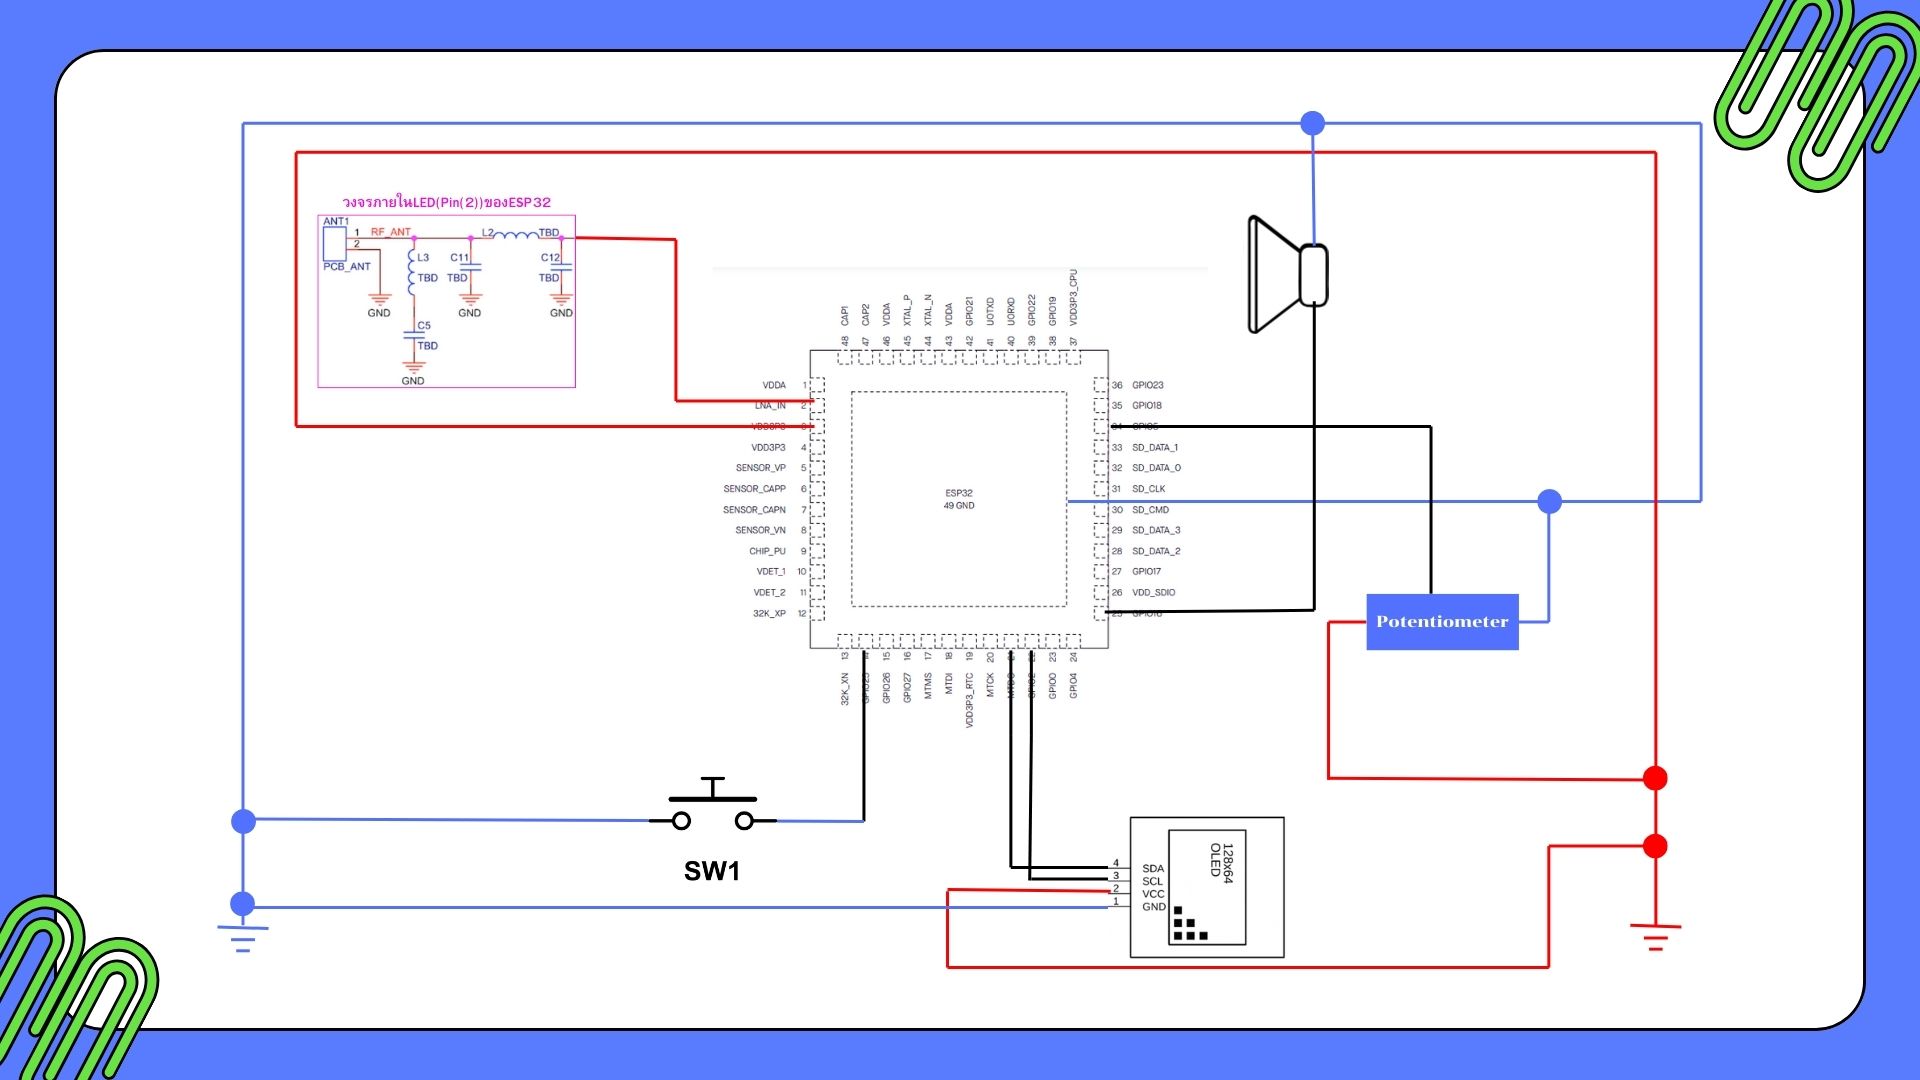 วงจรภายในLED(Pin(2))ของESP32
ANT1
1
RF_ANT
2
PCB_ANT
L2
TBD
L3
TBD
C11
TBD
C12
TBD
GND
GND
GND
C5
TBD
GND
48 CAP1
47 CAP2
46 VDDA
45 XTAL_P
44 XTAL_N
43 VDDA
42 GPIO21
41 UOTXD
40 UORXD
39 GPIO22
38 GPIO19
37 VDD3P3_CPU
VDDA 1
LNA_IN 2
VDD3P3 3
VDD3P3 4
SENSOR_VP 5
SENSOR_CAPP 6
SENSOR_CAPN 7
SENSOR_VN 8
CHIP_PU 9
VDET_1 10
VDET_2 11
32K_XP 12
ESP32
49 GND
36 GPIO23
35 GPIO18
34 GPIO5
33 SD_DATA_1
32 SD_DATA_0
31 SD_CLK
30 SD_CMD
29 SD_DATA_3
28 SD_DATA_2
27 GPIO17
26 VDD_SDIO
25 GPIO16
13 32K_XN
14 GPIO25
15 GPIO26
16 GPIO27
17 MTMS
18 MTDI
19 VDD3P3_RTC
20 MTCK
MTDO
22 GPIO2
23 GPIO0
24 GPIO4
Potentiometer
SW1
4 SDA
3 SCL
2 VCC
1 GND
128x64
OLED